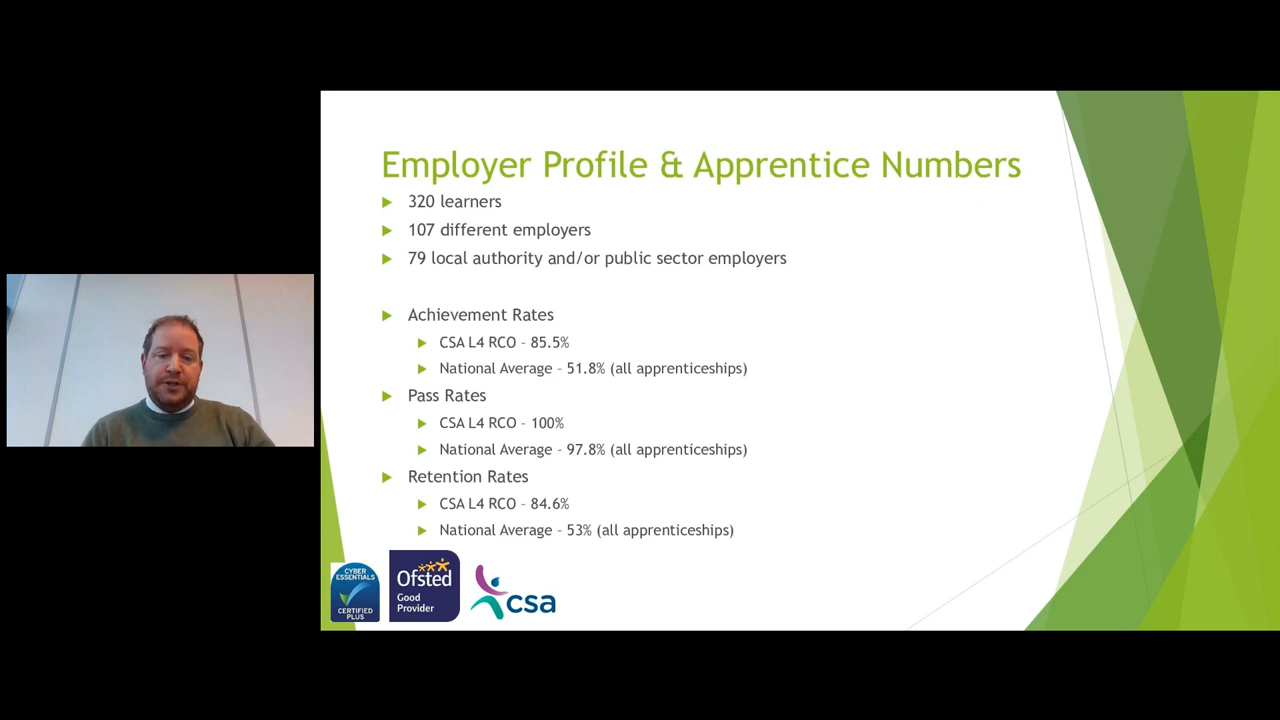 Employer Profile & Apprentice Numbers
320 learners
107 different employers
79 local authority and/or public sector employers
Achievement Rates
CSA L4 RCO – 85.5%
National Average – 51.8% (all apprenticeships)
Pass Rates
CSA L4 RCO – 100%
National Average – 97.8% (all apprenticeships)
Retention Rates
CSA L4 RCO – 84.6%
National Average – 53% (all apprenticeships)
CYBER
ESSENTIALS
CERTIFIED
PLUS
Ofsted
Good
Provider
csa